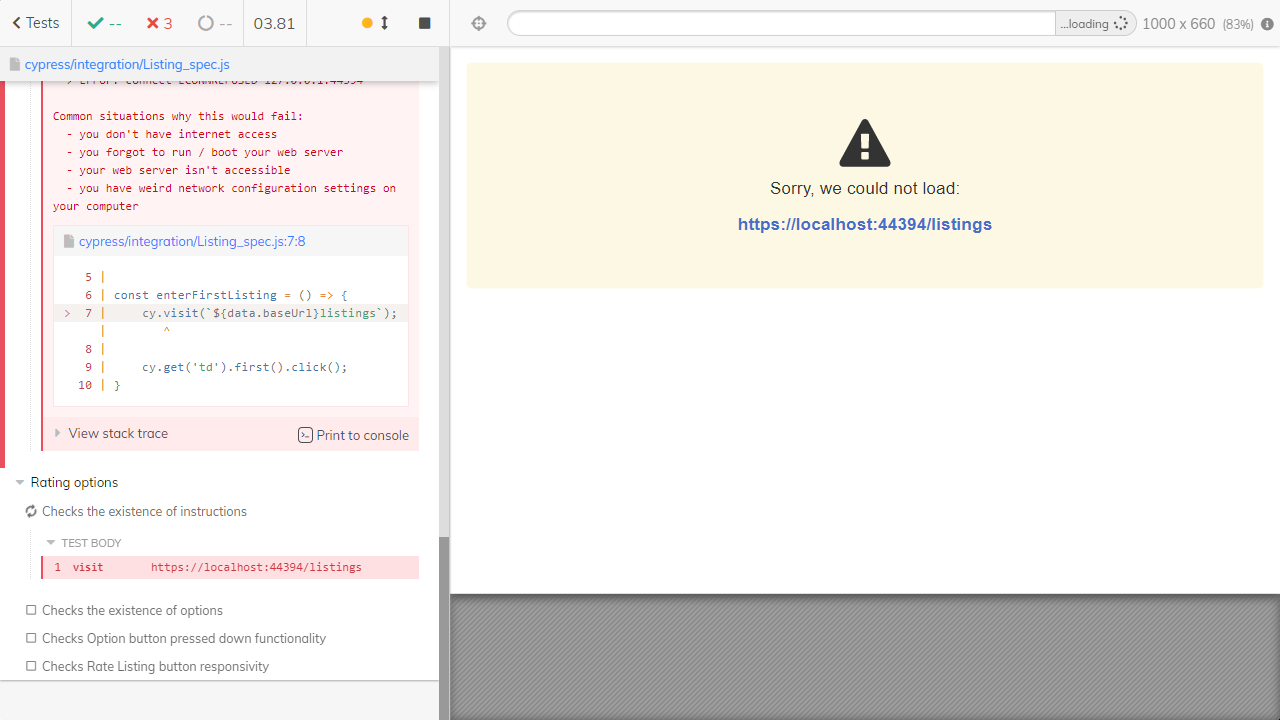 Tests
--
3
--
03.81
...loading
1000 x 660 (83%)
cypress/integration/Listing_spec.js
> Error: connect ECONNREFUSED 127.0.0.1:44394
Common situations why this would fail:
- you don't have internet access
- you forgot to run / boot your web server
- your web server isn't accessible
- you have weird network configuration settings on
your computer
cypress/integration/Listing_spec.js:7:8
5 |
6 | const enterFirstListing = () => {
> 7 | cy.visit(`${data.baseUrl}listings`);
| ^
8 |
9 | cy.get('td').first().click();
10 | }
View stack trace
Print to console
Rating options
Checks the existence of instructions
TEST BODY
1 visit https://localhost:44394/listings
Checks the existence of options
Checks Option button pressed down functionality
Checks Rate Listing button responsivity
Sorry, we could not load:
https://localhost:44394/listings